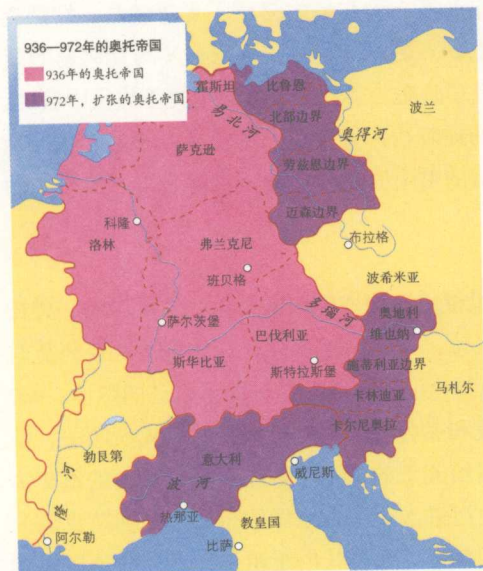 936—972年的奥托帝国
936年的奥托帝国
972年，扩张的奥托帝国
霍斯坦
比鲁恩
波兰
易北河
北部边界
奥得河
萨克逊
劳兹恩边界
迈森边界
科隆
洛林
弗兰克尼
布拉格
班贝格
波希米亚
多瑙河
奥地利
萨尔茨堡
巴伐利亚
维也纳
斯华比亚
斯特拉斯堡
施蒂利亚边界
卡林迪亚
马札尔
卡尔尼奥拉
勃艮第
意大利
隆河
波河
威尼斯
热那亚
教皇国
阿尔勒
比萨